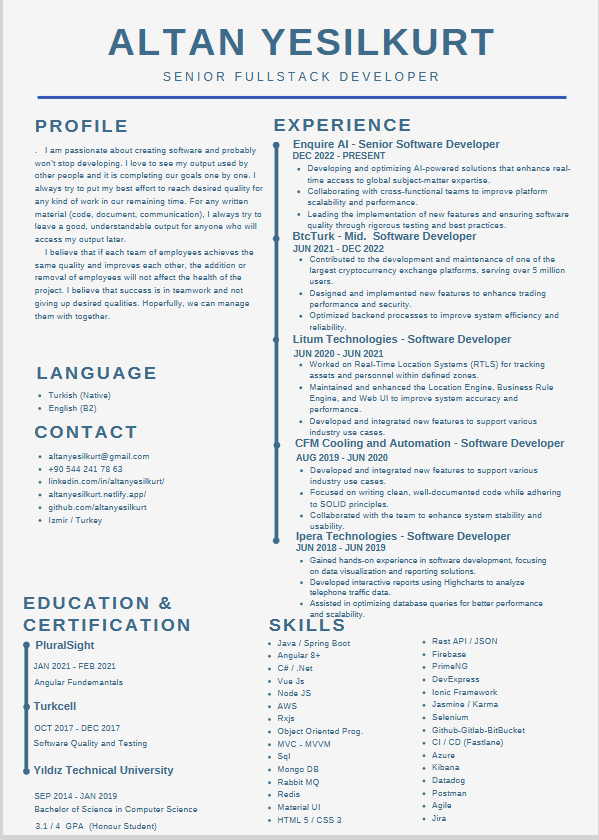 ALTAN YESILKURT
SENIOR FULLSTACK DEVELOPER
PROFILE
. I am passionate about creating software and probably
won't stop developing. I love to see my output used by
other people and it is completing our goals one by one. I
always try to put my best effort to reach desired quality for
any kind of work in our remaining time. For any written
material (code, document, communication), I always try to
leave a good, understandable output for anyone who will
access my output later.
I believe that if each team of employees achieves the
same quality and improves each other, the addition or
removal of employees will not affect the health of the
project. I believe that success is in teamwork and not
giving up desired qualities. Hopefully, we can manage
them with together.
LANGUAGE
• Turkish (Native)
• English (B2)
CONTACT
• altanyesilkurt@gmail.com
• +90 544 241 78 63
• linkedin.com/in/altanyesilkurt/
• altanyesilkurt.netlify.app/
• github.com/altanyesilkurt
• Izmir / Turkey
EXPERIENCE
Enquire AI - Senior Software Developer
DEC 2022 - PRESENT
• Developing and optimizing AI-powered solutions that enhance real-
time access to global subject-matter expertise.
• Collaborating with cross-functional teams to improve platform
scalability and performance.
• Leading the implementation of new features and ensuring software
quality through rigorous testing and best practices.
BtcTurk - Mid. Software Developer
JUN 2021 - DEC 2022
• Contributed to the development and maintenance of one of the
largest cryptocurrency exchange platforms, serving over 5 million
users.
• Designed and implemented new features to enhance trading
performance and security.
• Optimized backend processes to improve system efficiency and
reliability.
Litum Technologies - Software Developer
JUN 2020 - JUN 2021
• Worked on Real-Time Location Systems (RTLS) for tracking
assets and personnel within defined zones.
• Maintained and enhanced the Location Engine, Business Rule
Engine, and Web UI to improve system accuracy and
performance.
• Developed and integrated new features to support various
industry use cases.
CFM Cooling and Automation - Software Developer
AUG 2019 - JUN 2020
• Developed and integrated new features to support various
industry use cases.
• Focused on writing clean, well-documented code while adhering
to SOLID principles.
• Collaborated with the team to enhance system stability and
usability.
Ipera Technologies - Software Developer
JUN 2018 - JUN 2019
• Gained hands-on experience in software development, focusing
on data visualization and reporting solutions.
• Developed interactive reports using Highcharts to analyze
telephone traffic data.
• Assisted in optimizing database queries for better performance
and scalability.
EDUCATION &
CERTIFICATION
PluralSight
JAN 2021 - FEB 2021
Angular Fundemantals
Turkcell
OCT 2017 - DEC 2017
Software Quality and Testing
Yıldız Technical University
SEP 2014 - JAN 2019
Bachelor of Science in Computer Science
3.1 / 4 GPA (Honour Student)
SKILLS
• Java / Spring Boot
• Angular 8+
• C# / .Net
• Vue Js
• Node JS
• AWS
• Rxjs
• Object Oriented Prog.
• MVC - MVVM
• Sql
• Mongo DB
• Rabbit MQ
• Redis
• Material UI
• HTML 5 / CSS 3
• Rest API / JSON
• Firebase
• PrimeNG
• DevExpress
• Ionic Framework
• Jasmine / Karma
• Selenium
• Github-Gitlab-BitBucket
• CI / CD (Fastlane)
• Azure
• Kibana
• Datadog
• Postman
• Agile
• Jira